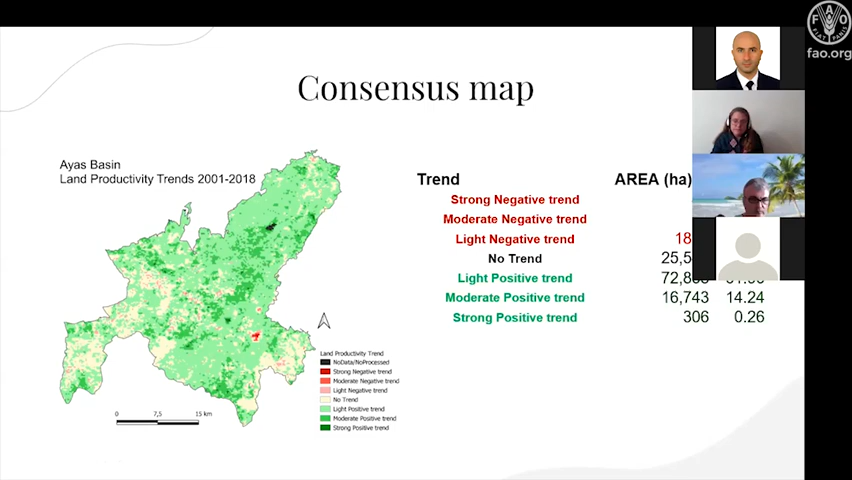 FAO
FIAT PANIS
fao.org
Consensus map
Ayas Basin
Land Productivity Trends 2001-2018
Land Productivity Trend
NoData/NoProcessed
Strong Negative trend
Moderate Negative trend
Light Negative trend
No Trend
Light Positive trend
Moderate Positive trend
Strong Positive trend
0 7,5 15 km
Trend AREA (ha)
Strong Negative trend
Moderate Negative trend
Light Negative trend 18
No Trend 25,5
Light Positive trend
Moderate Positive trend 16,743 14.24
Strong Positive trend 306 0.26